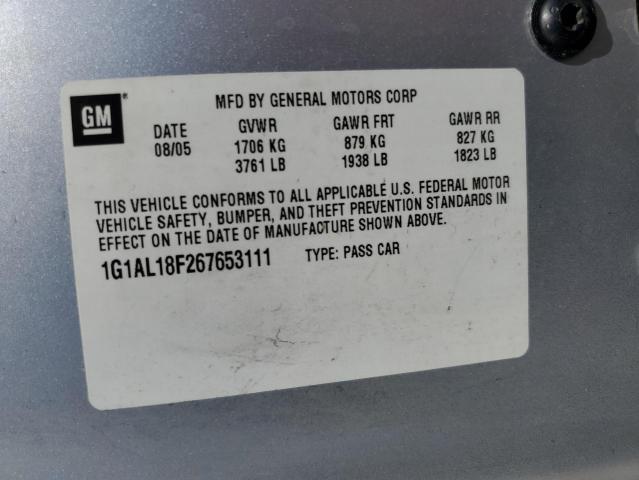 GM
MFD BY GENERAL MOTORS CORP
DATE GVWR GAWR FRT GAWR RR
08/05 1706 KG 879 KG 827 KG
3761 LB 1938 LB 1823 LB
THIS VEHICLE CONFORMS TO ALL APPLICABLE U.S. FEDERAL MOTOR
VEHICLE SAFETY, BUMPER, AND THEFT PREVENTION STANDARDS IN
EFFECT ON THE DATE OF MANUFACTURE SHOWN ABOVE.
1G1AL18F267653111 TYPE: PASS CAR